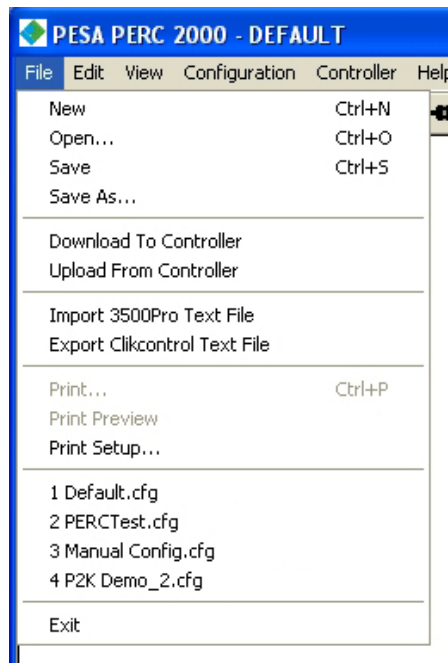 PESA PERC 2000 - DEFAULT
File Edit View Configuration Controller Help
New Ctrl+N
Open... Ctrl+O
Save Ctrl+S
Save As...
Download To Controller
Upload From Controller
Import 3500Pro Text File
Export Clikcontrol Text File
Print... Ctrl+P
Print Preview
Print Setup...
1 Default.cfg
2 PERCTest.cfg
3 Manual Config.cfg
4 P2K Demo_2.cfg
Exit